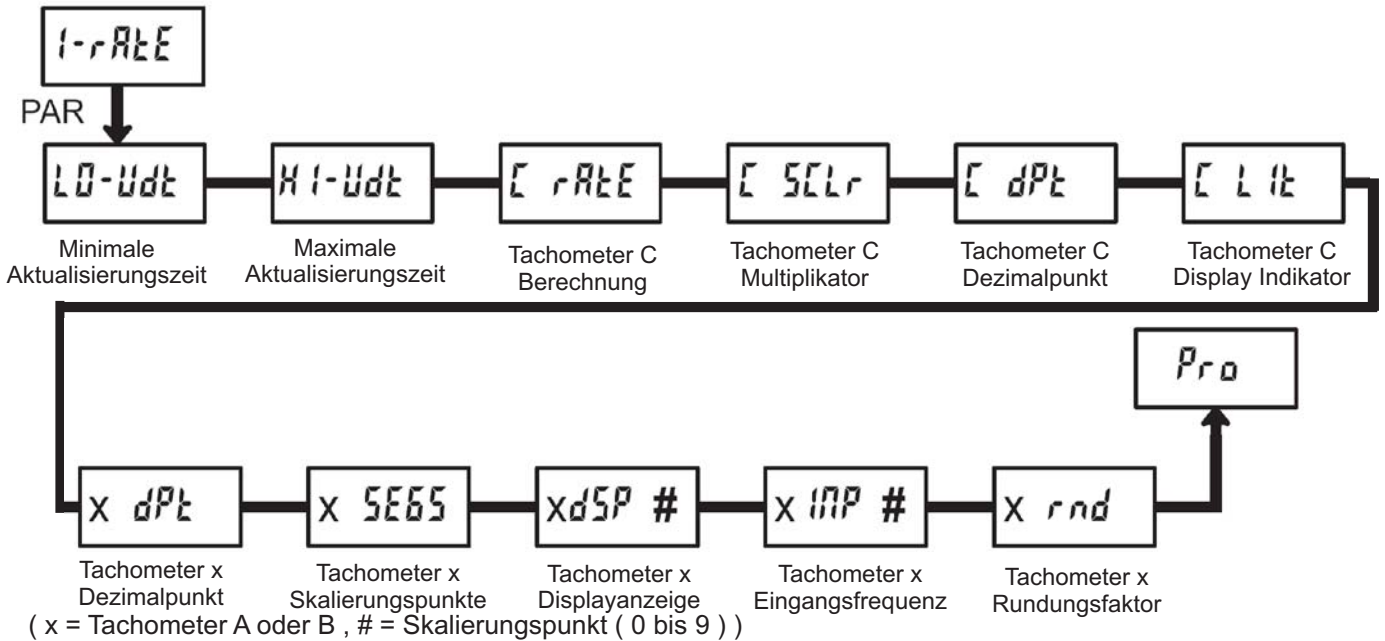 1-rAtE
PAR
LO-Udt
HI-Udt
C rAtE
C SCLr
C dPt
C LIt
Minimale
Aktualisierungszeit
Maximale
Aktualisierungszeit
Tachometer C
Berechnung
Tachometer C
Multiplikator
Tachometer C
Dezimalpunkt
Tachometer C
Display Indikator
Pro
x dPt
x SEGS
xdSP #
x INP #
x rnd
Tachometer x
Dezimalpunkt
Tachometer x
Skalierungspunkte
Tachometer x
Displayanzeige
Tachometer x
Eingangsfrequenz
Tachometer x
Rundungsfaktor
( x = Tachometer A oder B , # = Skalierungspunkt ( 0 bis 9 ) )